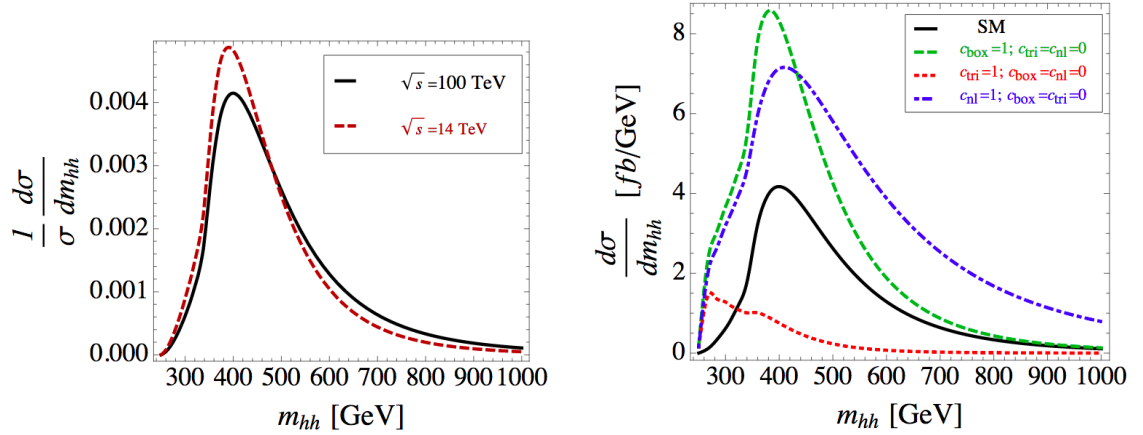 1/σ dσ/dm_hh
0.004
0.003
0.002
0.001
0.000
√s =100 TeV
√s =14 TeV
300 400 500 600 700 800 900 1000
m_hh [GeV]
dσ/dm_hh [fb/GeV]
8
6
4
2
0
SM
c_box=1; c_tri=c_nl=0
c_tri=1; c_box=c_nl=0
c_nl=1; c_box=c_tri=0
300 400 500 600 700 800 900 1000
m_hh [GeV]